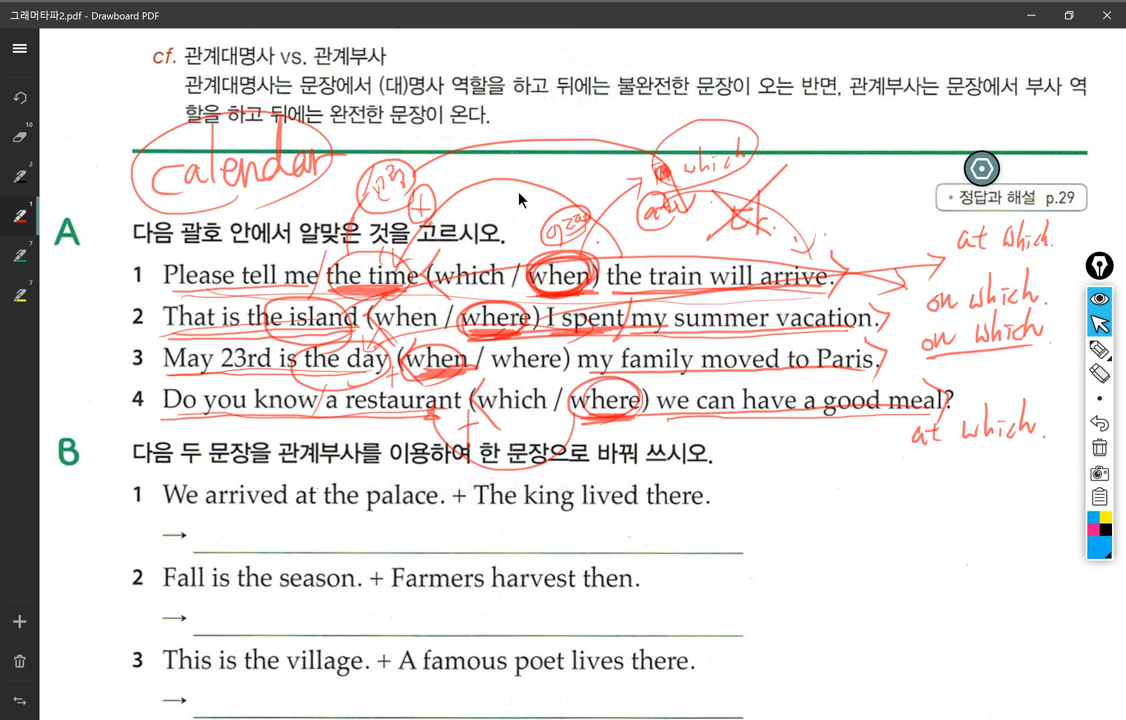 그래머타파2.pdf - Drawboard PDF
cf. 관계대명사 vs. 관계부사
관계대명사는 문장에서 (대)명사 역할을 하고 뒤에는 불완전한 문장이 오는 반면, 관계부사는 문장에서 부사 역
할을 하고 뒤에는 완전한 문장이 온다.
calendar
which
• 정답과 해설 p.29
at which.
A 다음 괄호 안에서 알맞은 것을 고르시오.
1 Please tell me the time (which / when) the train will arrive.
on which.
2 That is the island (when / where) I spent my summer vacation.
on which
3 May 23rd is the day (when / where) my family moved to Paris.
4 Do you know a restaurant (which / where) we can have a good meal?
at which.
B 다음 두 문장을 관계부사를 이용하여 한 문장으로 바꿔 쓰시오.
1 We arrived at the palace. + The king lived there.
→
2 Fall is the season. + Farmers harvest then.
→
3 This is the village. + A famous poet lives there.
→
10
2
1
7
7